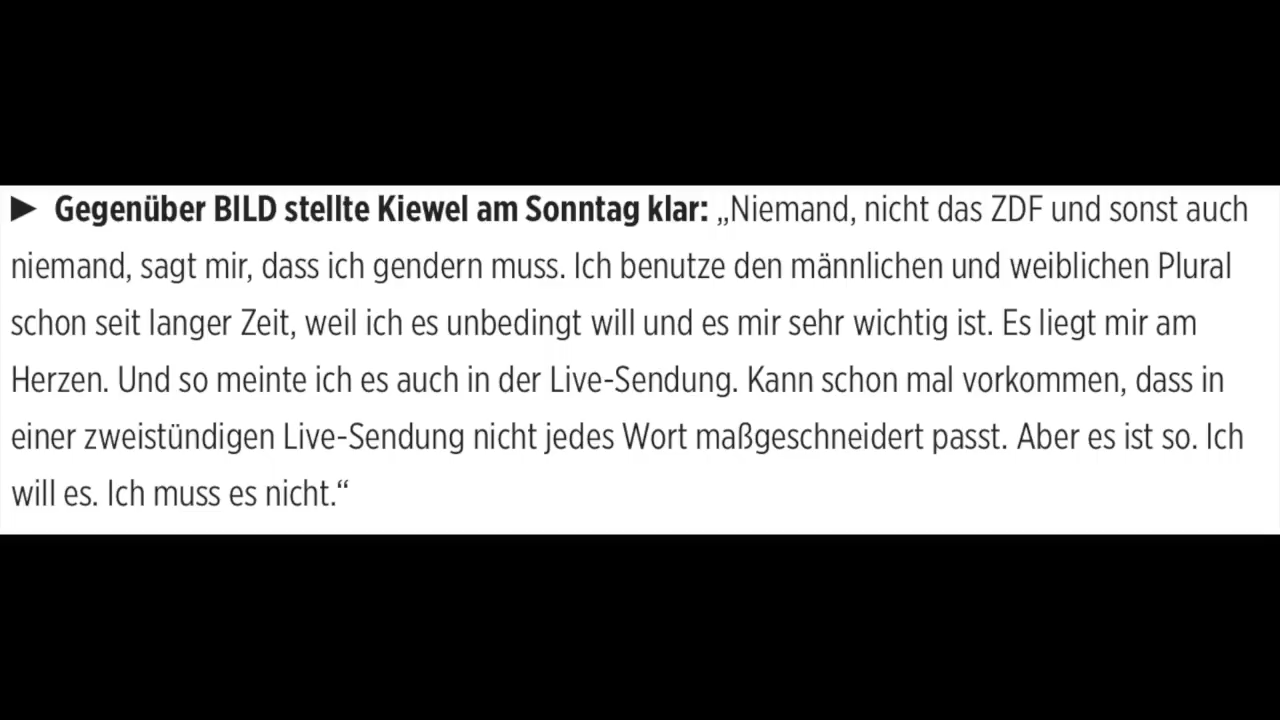 ► Gegenüber BILD stellte Kiewel am Sonntag klar: „Niemand, nicht das ZDF und sonst auch
niemand, sagt mir, dass ich gendern muss. Ich benutze den männlichen und weiblichen Plural
schon seit langer Zeit, weil ich es unbedingt will und es mir sehr wichtig ist. Es liegt mir am
Herzen. Und so meinte ich es auch in der Live-Sendung. Kann schon mal vorkommen, dass in
einer zweistündigen Live-Sendung nicht jedes Wort maßgeschneidert passt. Aber es ist so. Ich
will es. Ich muss es nicht.“